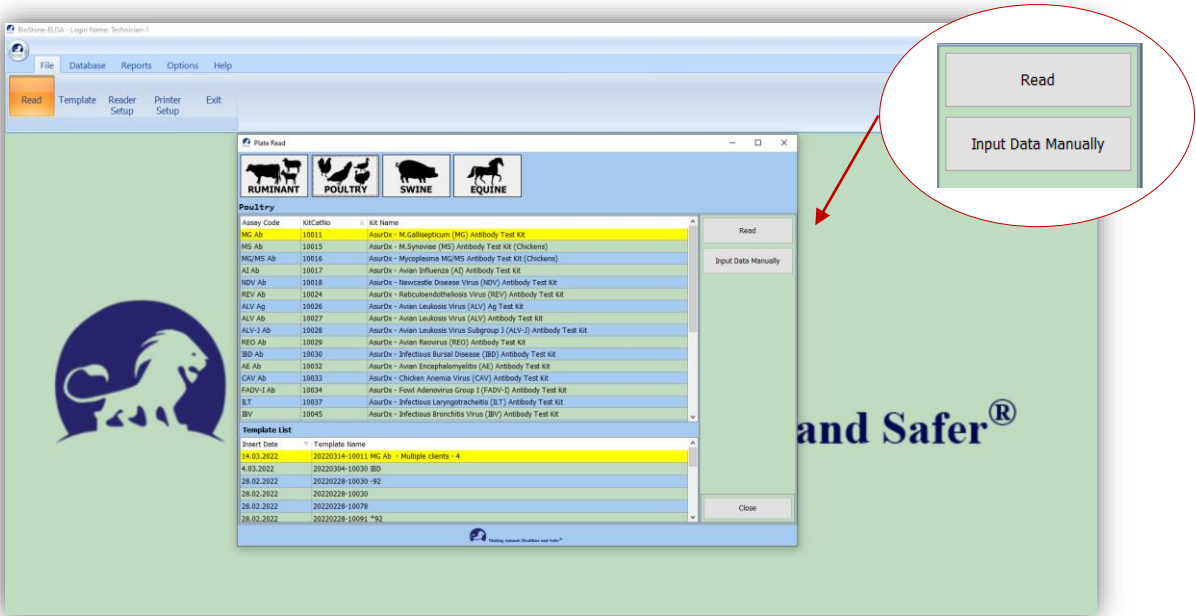 BioStone-ELISA - Login Name: Technician-1
File Database Reports Options Help
Read Template Reader Setup Printer Setup Exit
Read
Input Data Manually
Plate Read
RUMINANT POULTRY SWINE EQUINE
Poultry
Assay Code KitCatNo Kit Name
MG Ab 10011 AsurDx - M.Gallisepticum (MG) Antibody Test Kit
MS Ab 10015 AsurDx - M.Synoviae (MS) Antibody Test Kit (Chickens)
MG/MS Ab 10016 AsurDx - Mycoplasma MG/MS Antibody Test Kit (Chickens)
AI Ab 10017 AsurDx - Avian Influenza (AI) Antibody Test Kit
NDV Ab 10018 AsurDx - Newcastle Disease Virus (NDV) Antibody Test Kit
REV Ab 10024 AsurDx - Reticuloendotheliosis Virus (REV) Antibody Test Kit
ALV Ag 10026 AsurDx - Avian Leukosis Virus (ALV) Ag Test Kit
ALV Ab 10027 AsurDx - Avian Leukosis Virus (ALV) Antibody Test Kit
ALV-J Ab 10028 AsurDx - Avian Leukosis Virus Subgroup J (ALV-J) Antibody Test Kit
REO Ab 10029 AsurDx - Avian Reovirus (REO) Antibody Test Kit
IBD Ab 10030 AsurDx - Infectious Bursal Disease (IBD) Antibody Test Kit
AE Ab 10032 AsurDx - Avian Encephalomyelitis (AE) Antibody Test Kit
CAV Ab 10033 AsurDx - Chicken Anemia Virus (CAV) Antibody Test Kit
FADV-I Ab 10034 AsurDx - Fowl Adenovirus Group I (FADV-I) Antibody Test Kit
ILT 10037 AsurDx - Infectious Laryngotracheitis (ILT) Antibody Test Kit
IBV 10045 AsurDx - Infectious Bronchitis Virus (IBV) Antibody Test Kit
Read
Input Data Manually
Template List
Insert Date Template Name
14.03.2022 20220314-10011 MG Ab - Multiple clients - 4
4.03.2022 20220304-10030 IBD
28.02.2022 20220228-10030 -92
28.02.2022 20220228-10030
28.02.2022 20220228-10078
28.02.2022 20220228-10091 *92
Close
Making Animals Healthier and Safer®
and Safer®